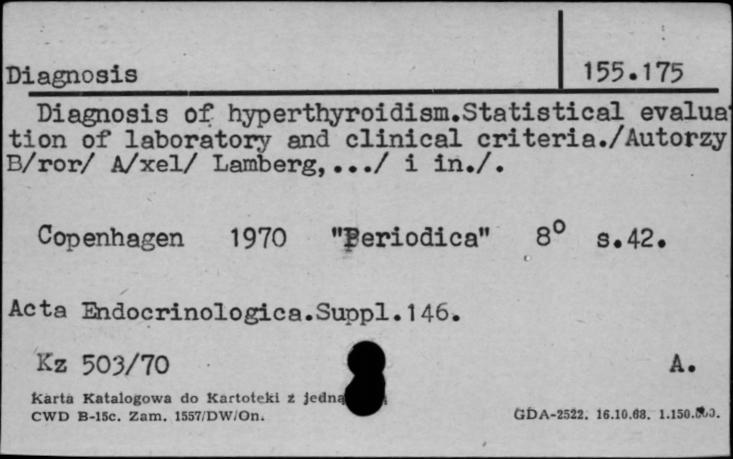 Diagnosis 155.175
Diagnosis of hyperthyroidism.Statistical evalua
tion of laboratory and clinical criteria./Autorzy
B/ror/ A/xel/ Lamberg,.../ i in./.
Copenhagen 1970 "Periodica" 8° s.42.
Acta Endocrinologica.Suppl.146.
Kz 503/70 A.
Karta Katalogowa do Kartoteki z jedną
CWD B-15c. Zam. 1557/DW/On. GDA-2522. 16.10.68.